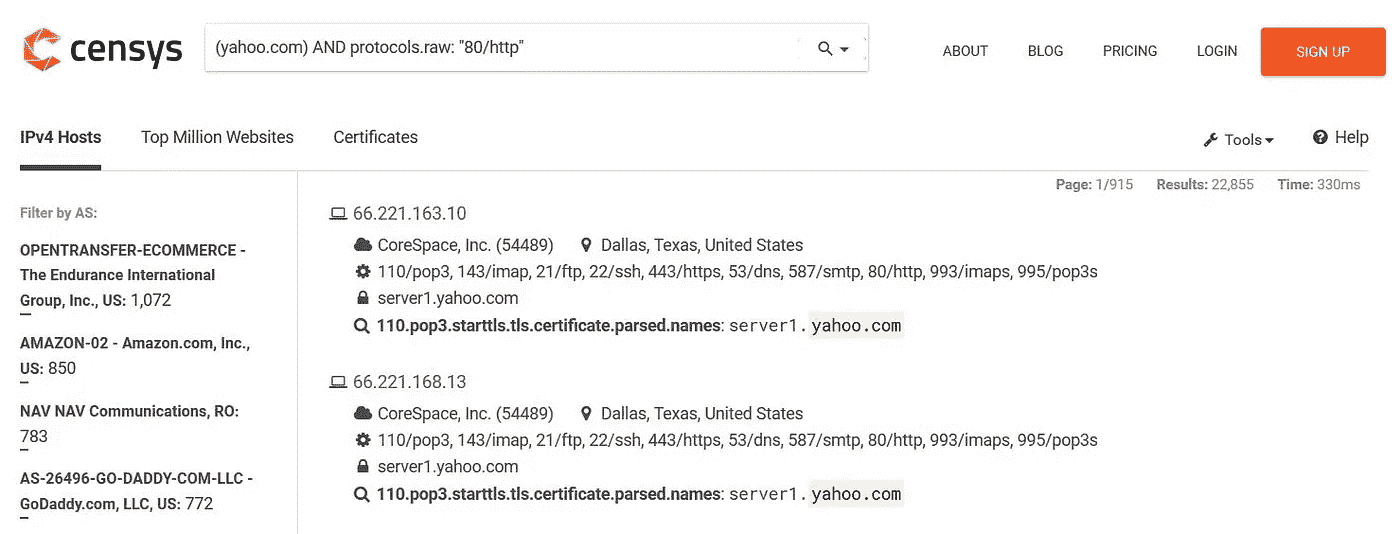 censys
(yahoo.com) AND protocols.raw: "80/http"
ABOUT BLOG PRICING LOGIN SIGN UP
IPv4 Hosts Top Million Websites Certificates
Tools Help
Page: 1/915 Results: 22,855 Time: 330ms
Filter by AS:
OPENTRANSFER-ECOMMERCE -
The Endurance International
Group, Inc., US: 1,072
AMAZON-02 - Amazon.com, Inc.,
US: 850
NAV NAV Communications, RO:
783
AS-26496-GO-DADDY-COM-LLC -
GoDaddy.com, LLC, US: 772
66.221.163.10
CoreSpace, Inc. (54489) Dallas, Texas, United States
110/pop3, 143/imap, 21/ftp, 22/ssh, 443/https, 53/dns, 587/smtp, 80/http, 993/imaps, 995/pop3s
server1.yahoo.com
110.pop3.starttls.tls.certificate.parsed.names: server1.yahoo.com
66.221.168.13
CoreSpace, Inc. (54489) Dallas, Texas, United States
110/pop3, 143/imap, 21/ftp, 22/ssh, 443/https, 53/dns, 587/smtp, 80/http, 993/imaps, 995/pop3s
server1.yahoo.com
110.pop3.starttls.tls.certificate.parsed.names: server1.yahoo.com